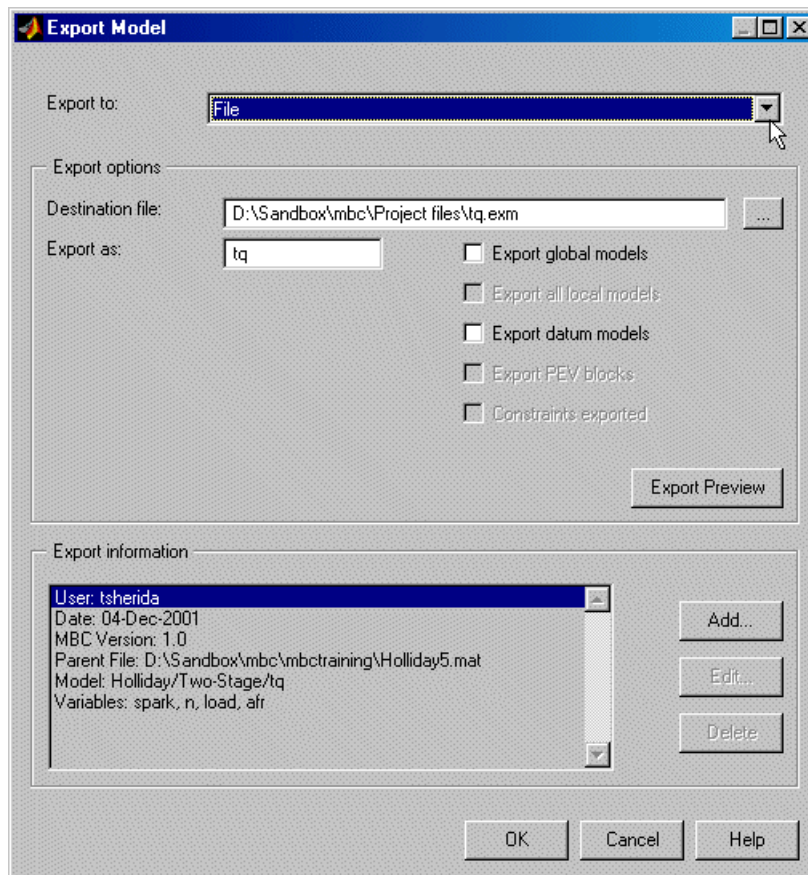 Export Model
Export to:
File
Export options
Destination file:
D:\Sandbox\mbc\Project files\tq.exm
...
Export as:
tq
Export global models
Export all local models
Export datum models
Export PEV blocks
Constraints exported
Export Preview
Export information
User: tsherida
Date: 04-Dec-2001
MBC Version: 1.0
Parent File: D:\Sandbox\mbc\mbctraining\Holliday5.mat
Model: Holliday/Two-Stage/tq
Variables: spark, n, load, afr
Add...
Edit...
Delete
OK
Cancel
Help